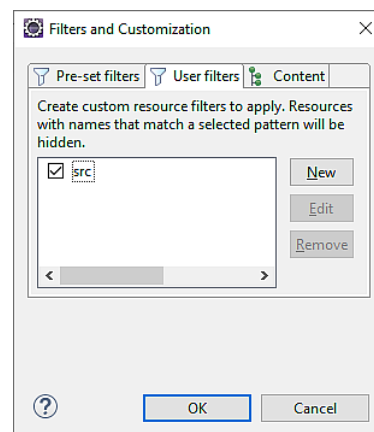 Filters and Customization
Pre-set filters User filters Content
Create custom resource filters to apply. Resources
with names that match a selected pattern will be
hidden.
src
New
Edit
Remove
OK Cancel